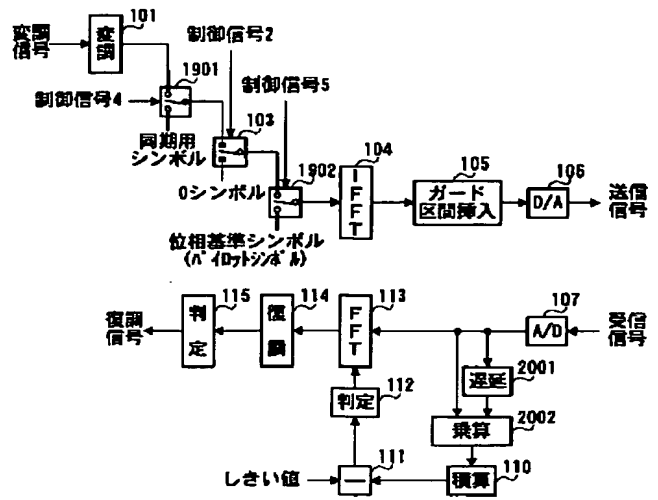 変調
信号
101
変
調
制御信号2
1901
制御信号5
制御信号4
103
同期用
シンボル
0シンボル
1902
位相基準シンボル
(パイロットシンボル)
104
I
F
F
T
105
ガード
区間挿入
106
D/A
送信
信号
115
判
定
114
復
調
113
F
F
T
107
A/D
受信
信号
復調
信号
112
判定
2001
遅延
2002
乗算
しきい値
111
110
積算